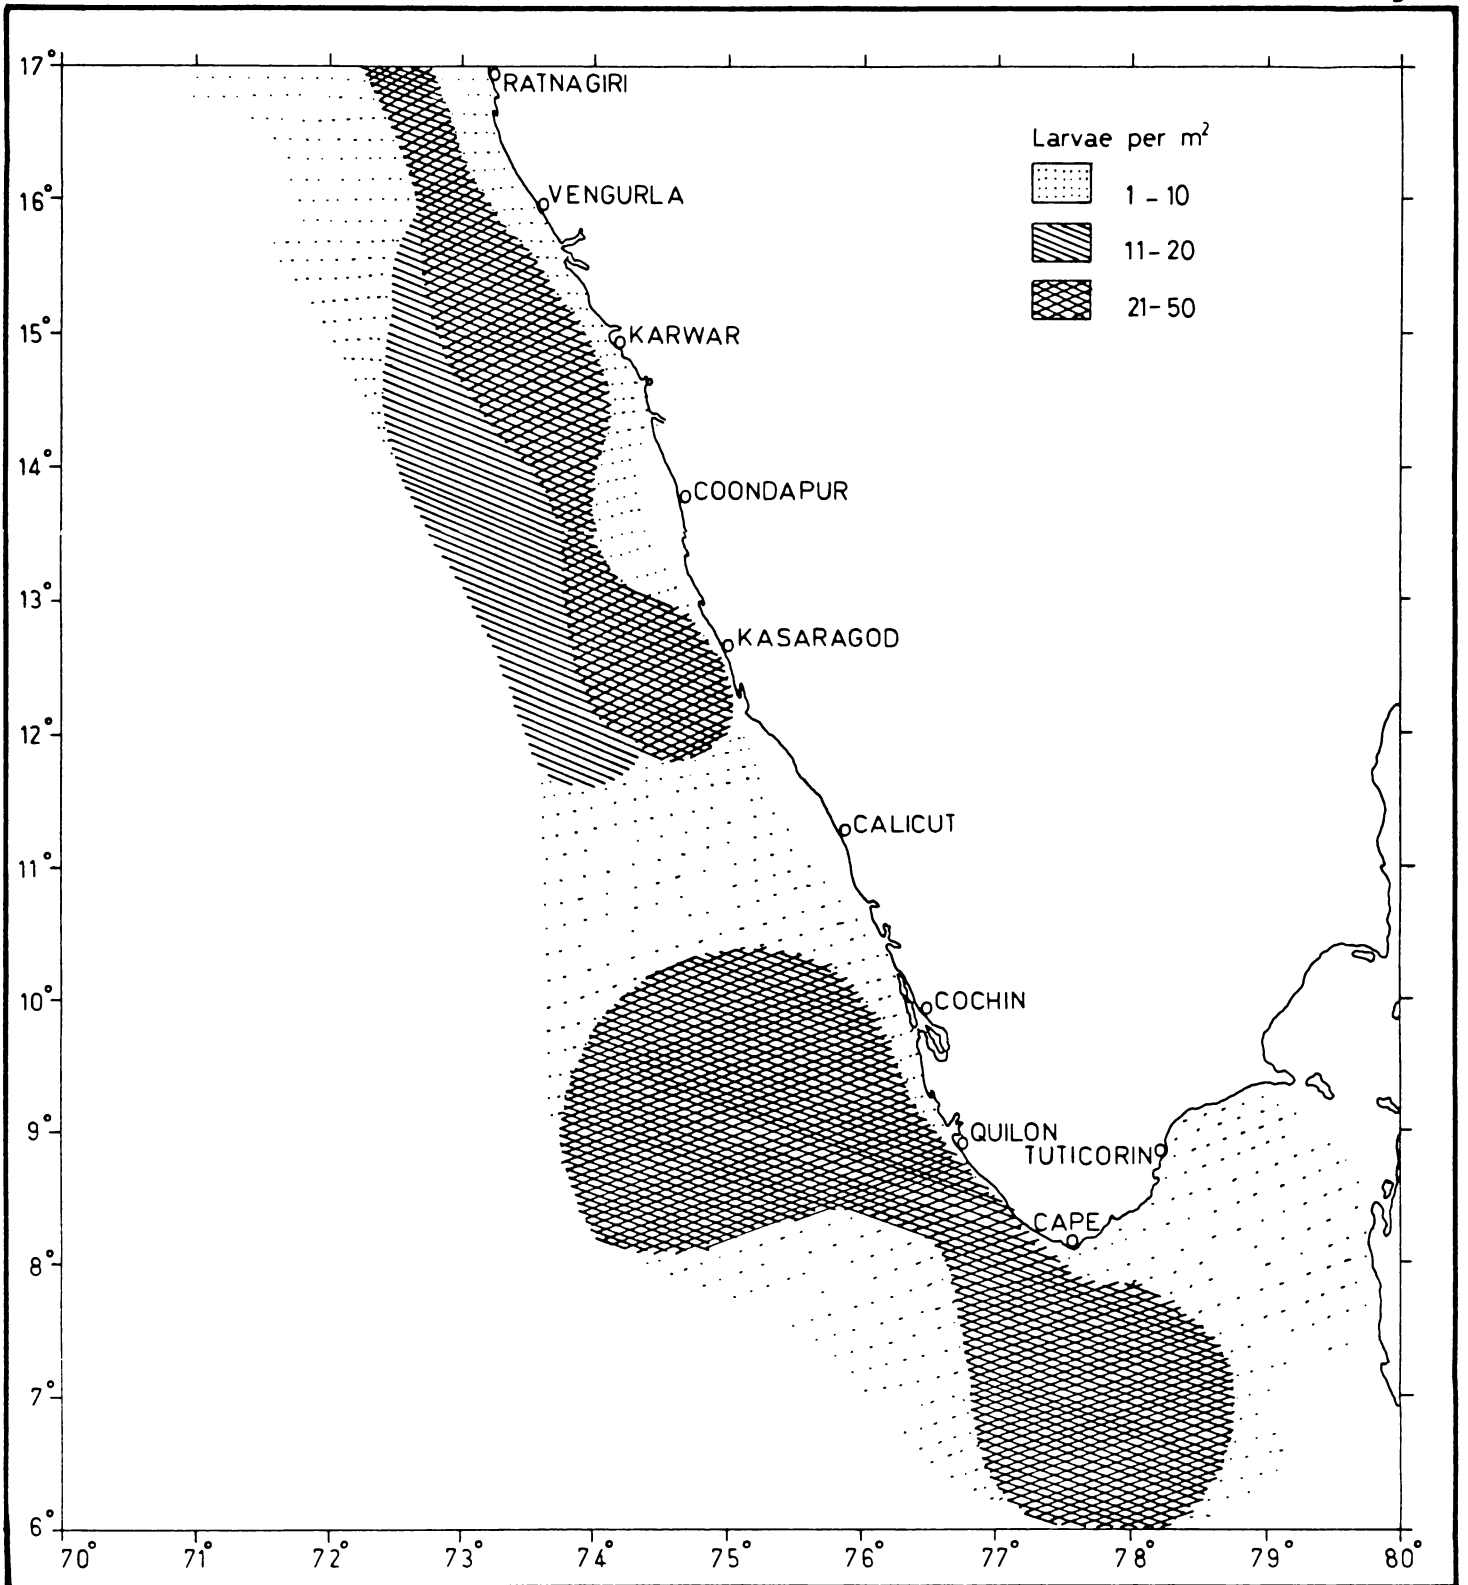 17°
RATNAGIRI
Larvae per m²
1 - 10
16°
VENGURLA
11-20
21-50
15°
KARWAR
14°
COONDAPUR
13°
KASARAGOD
12°
CALICUT
11°
10°
COCHIN
9°
QUILON
TUTICORIN
CAPE
8°
7°
6°
70° 71° 72° 73° 74° 75° 76° 77° 78° 79° 80°